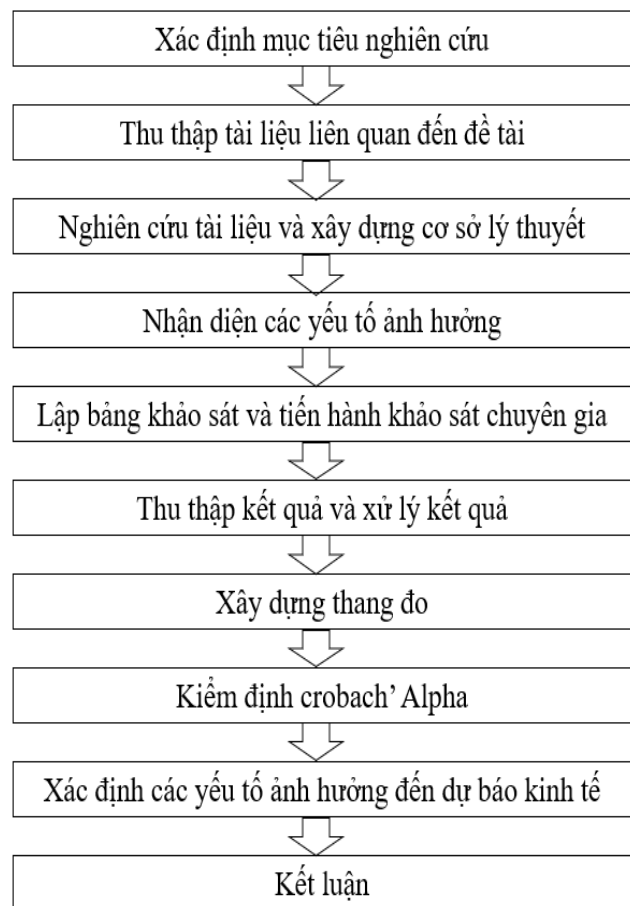 Xác định mục tiêu nghiên cứu
Thu thập tài liệu liên quan đến đề tài
Nghiên cứu tài liệu và xây dựng cơ sở lý thuyết
Nhận diện các yếu tố ảnh hưởng
Lập bảng khảo sát và tiến hành khảo sát chuyên gia
Thu thập kết quả và xử lý kết quả
Xây dựng thang đo
Kiểm định crobach’ Alpha
Xác định các yếu tố ảnh hưởng đến dự báo kinh tế
Kết luận